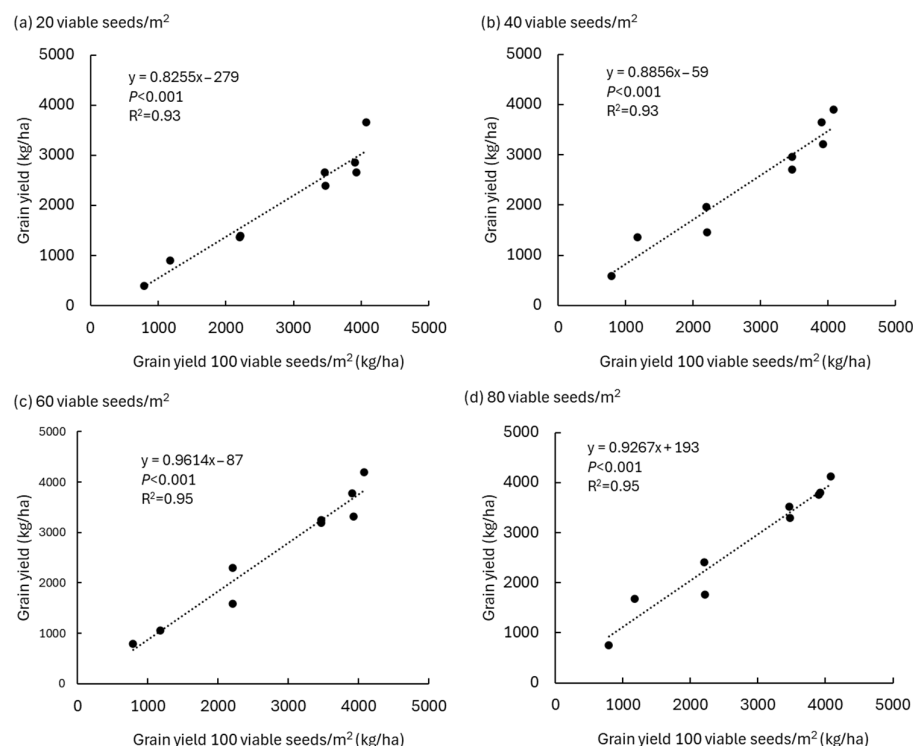 (a) 20 viable seeds/m²
5000
4000
3000
2000
1000
0
Grain yield (kg/ha)
y = 0.8255x−279
P<0.001
R²=0.93
0 1000 2000 3000 4000 5000
Grain yield 100 viable seeds/m² (kg/ha)
(b) 40 viable seeds/m²
5000
4000
3000
2000
1000
0
Grain yield (kg/ha)
y = 0.8856x−59
P<0.001
R²=0.93
0 1000 2000 3000 4000 5000
Grain yield 100 viable seeds/m² (kg/ha)
(c) 60 viable seeds/m²
5000
4000
3000
2000
1000
0
Grain yield (kg/ha)
y = 0.9614x−87
P<0.001
R²=0.95
0 1000 2000 3000 4000 5000
Grain yield 100 viable seeds/m² (kg/ha)
(d) 80 viable seeds/m²
5000
4000
3000
2000
1000
0
Grain yield (kg/ha)
y = 0.9267x+193
P<0.001
R²=0.95
0 1000 2000 3000 4000 5000
Grain yield 100 viable seeds/m² (kg/ha)